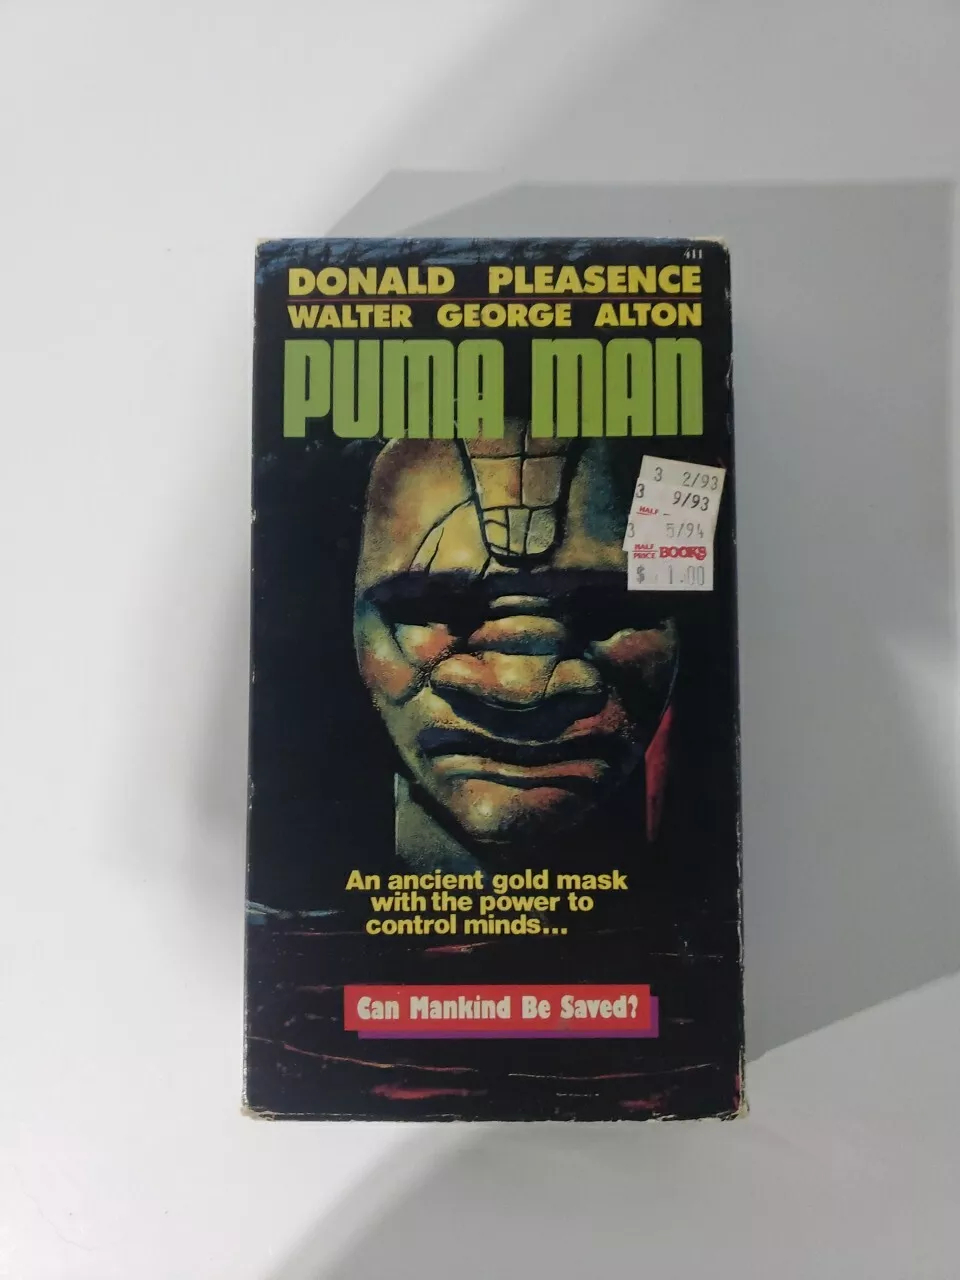 411
DONALD PLEASENCE
WALTER GEORGE ALTON
PUMA MAN
3 2/93
3 9/93
HALF
3 5/94
HALF
PRICE BOOKS
$ 1.00
An ancient gold mask
with the power to
control minds...
Can Mankind Be Saved?